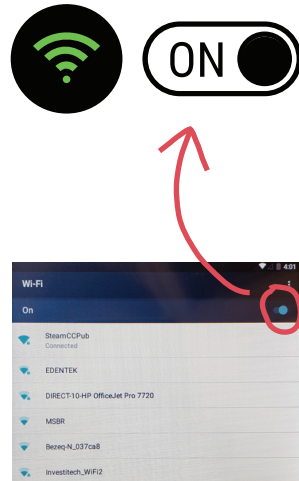 ON
4:01
Wi-Fi
On
SteamCCPub
Connected
EDENTEK
DIRECT-10-HP OfficeJet Pro 7720
MSBR
Bezeq-N_037ca8
Investitech_WiFi2